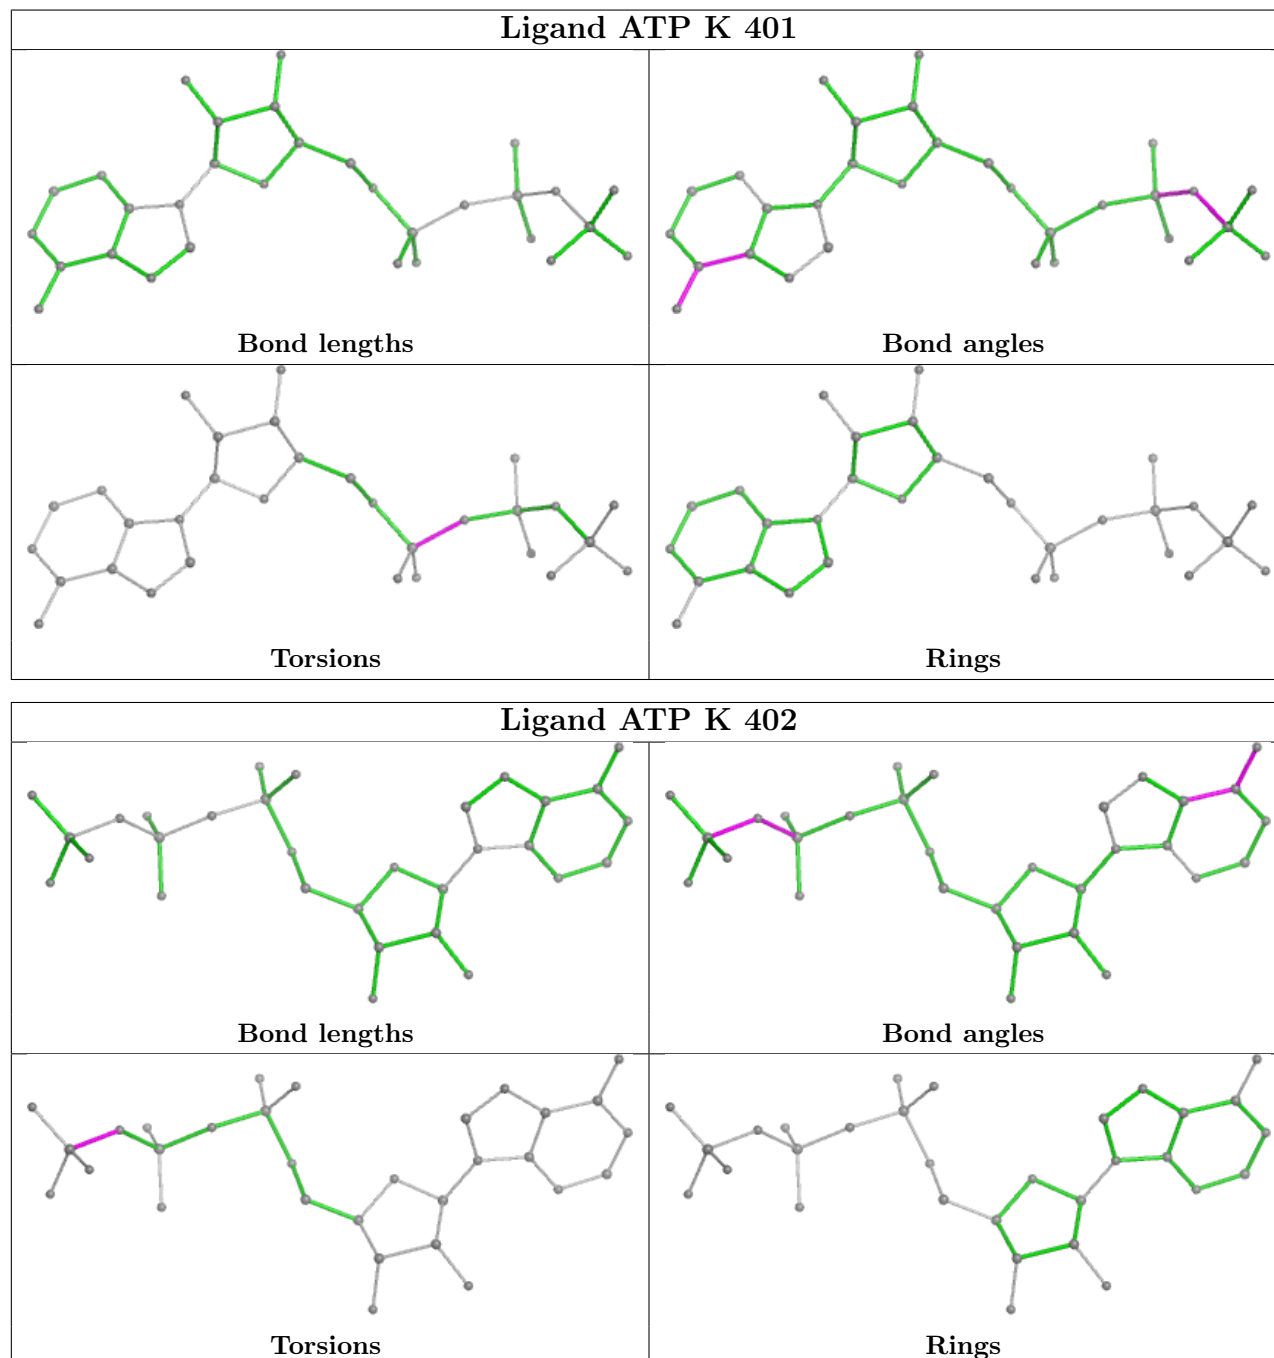 Ligand ATP K 401
Bond lengths
Bond angles
Torsions
Rings
Ligand ATP K 402
Bond lengths
Bond angles
Torsions
Rings